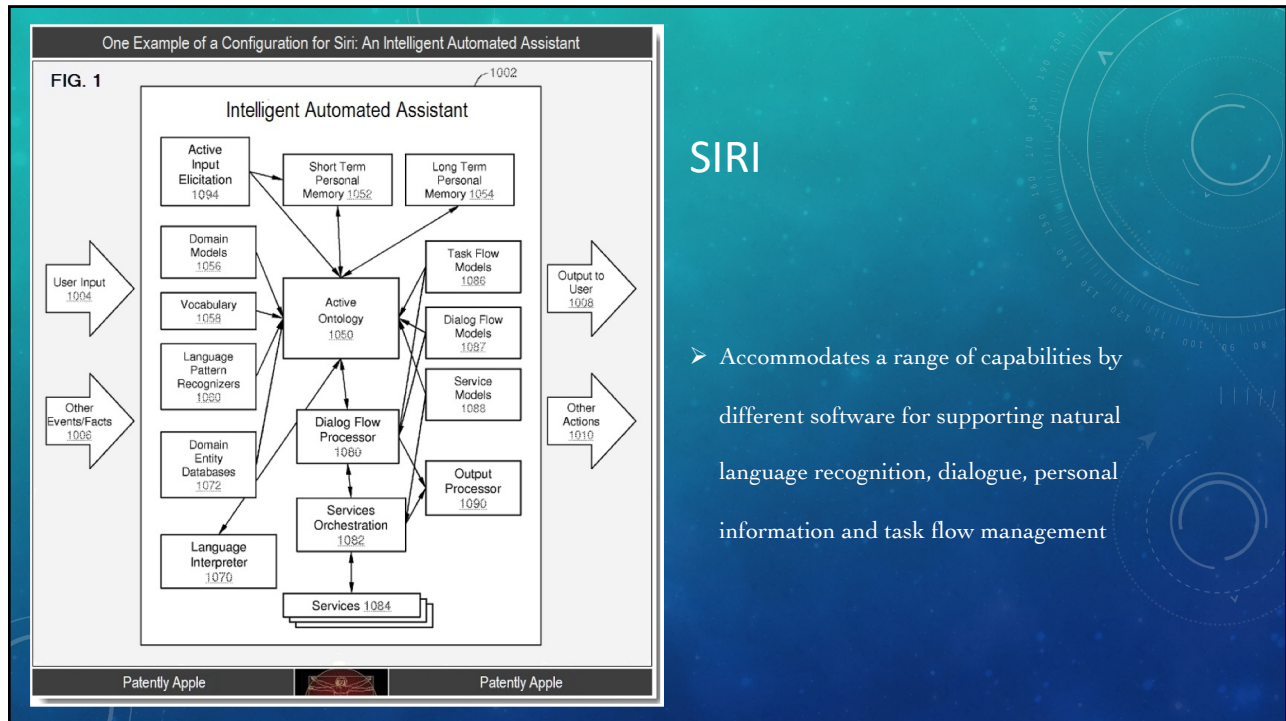 One Example of a Configuration for Siri: An Intelligent Automated Assistant
FIG. 1
1002
Intelligent Automated Assistant
Active
Input
Elicitation
1094
Short Term
Personal
Memory 1052
Long Term
Personal
Memory 1054
User Input
1004
Other
Events/Facts
1006
Domain
Models
1056
Vocabulary
1058
Language
Pattern
Recognizers
1060
Domain
Entity
Databases
1072
Language
Interpreter
1070
Active
Ontology
1050
Dialog Flow
Processor
1080
Services
Orchestration
1082
Services 1084
Task Flow
Models
1086
Dialog Flow
Models
1087
Service
Models
1088
Output
Processor
1090
Output to
User
1008
Other
Actions
1010
Patently Apple
Patently Apple
SIRI
➢ Accommodates a range of capabilities by
different software for supporting natural
language recognition, dialogue, personal
information and task flow management